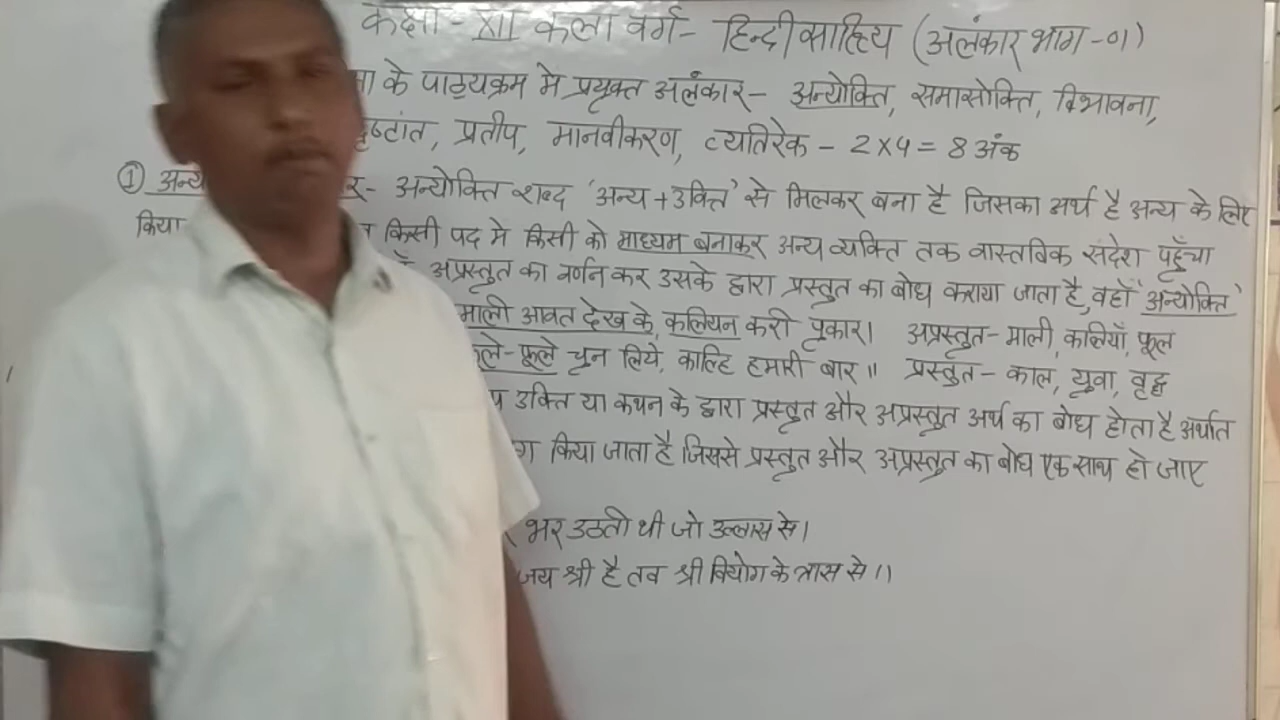 कक्षा - XII कला वर्ग - हिन्दी साहित्य (अलंकार भाग - 01)
के पाठ्यक्रम मे प्रयुक्त अलंकार - अन्योक्ति, समासोक्ति, विभावना,
प्रतीप, मानवीकरण, व्यतिरेक - 2 x 4 = 8 अंक
① अन्योक्ति शब्द 'अन्य + उक्ति' से मिलकर बना है जिसका अर्थ है अन्य के लिए
किया किसी पद मे किसी को माध्यम बनाकर अन्य व्यक्ति तक वास्तविक संदेश पहुँचा
अप्रस्तुत का वर्णन कर उसके द्वारा प्रस्तुत का बोध कराया जाता है, वहाँ 'अन्योक्ति'
माली आवत देख के, कलियन करी पुकार। अप्रस्तुत - माली, कलियाँ, फूल
फूले चुन लिये, काल्हि हमारी बार॥ प्रस्तुत - काल, युवा, वृद्ध
उक्ति या कथन के द्वारा प्रस्तुत और अप्रस्तुत अर्थ का बोध होता है अर्थात
किया जाता है जिससे प्रस्तुत और अप्रस्तुत का बोध एक साथ हो जाए
भर उठती थी जो उल्लास से।
जय श्री है तव श्री वियोग के त्रास से॥